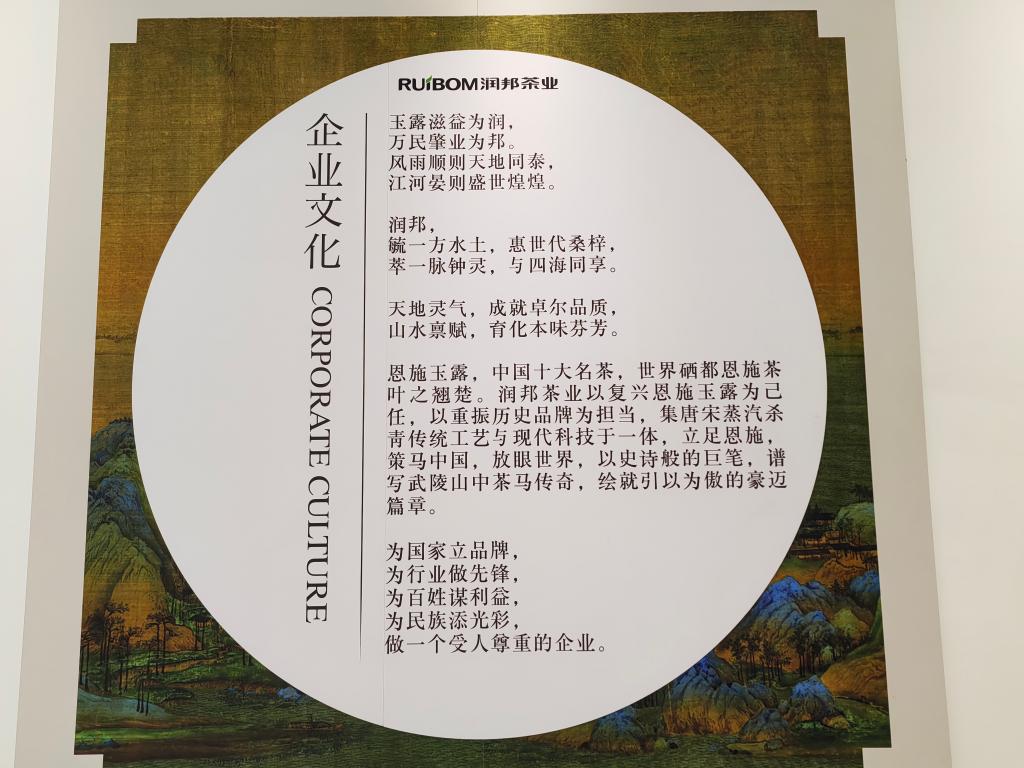 RUiBOM润邦茶业
企业文化 CORPORATE CULTURE
玉露滋益为润，
万民肇业为邦。
风雨顺则天地同泰，
江河晏则盛世煌煌。
润邦，
毓一方水土，惠世代桑梓，
萃一脉钟灵，与四海同享。
天地灵气，成就卓尔品质，
山水禀赋，育化本味芬芳。
恩施玉露，中国十大名茶，世界硒都恩施茶
叶之翘楚。润邦茶业以复兴恩施玉露为己
任，以重振历史品牌为担当，集唐宋蒸汽杀
青传统工艺与现代科技于一体，立足恩施，
策马中国，放眼世界，以史诗般的巨笔，谱
写武陵山中茶马传奇，绘就引以为傲的豪迈
篇章。
为国家立品牌，
为行业做先锋，
为百姓谋利益，
为民族添光彩，
做一个受人尊重的企业。